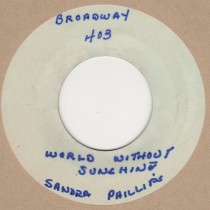 BROADWAY
403
WORLD WITHOUT
SUNSHINE
SANDRA PHILLIPS